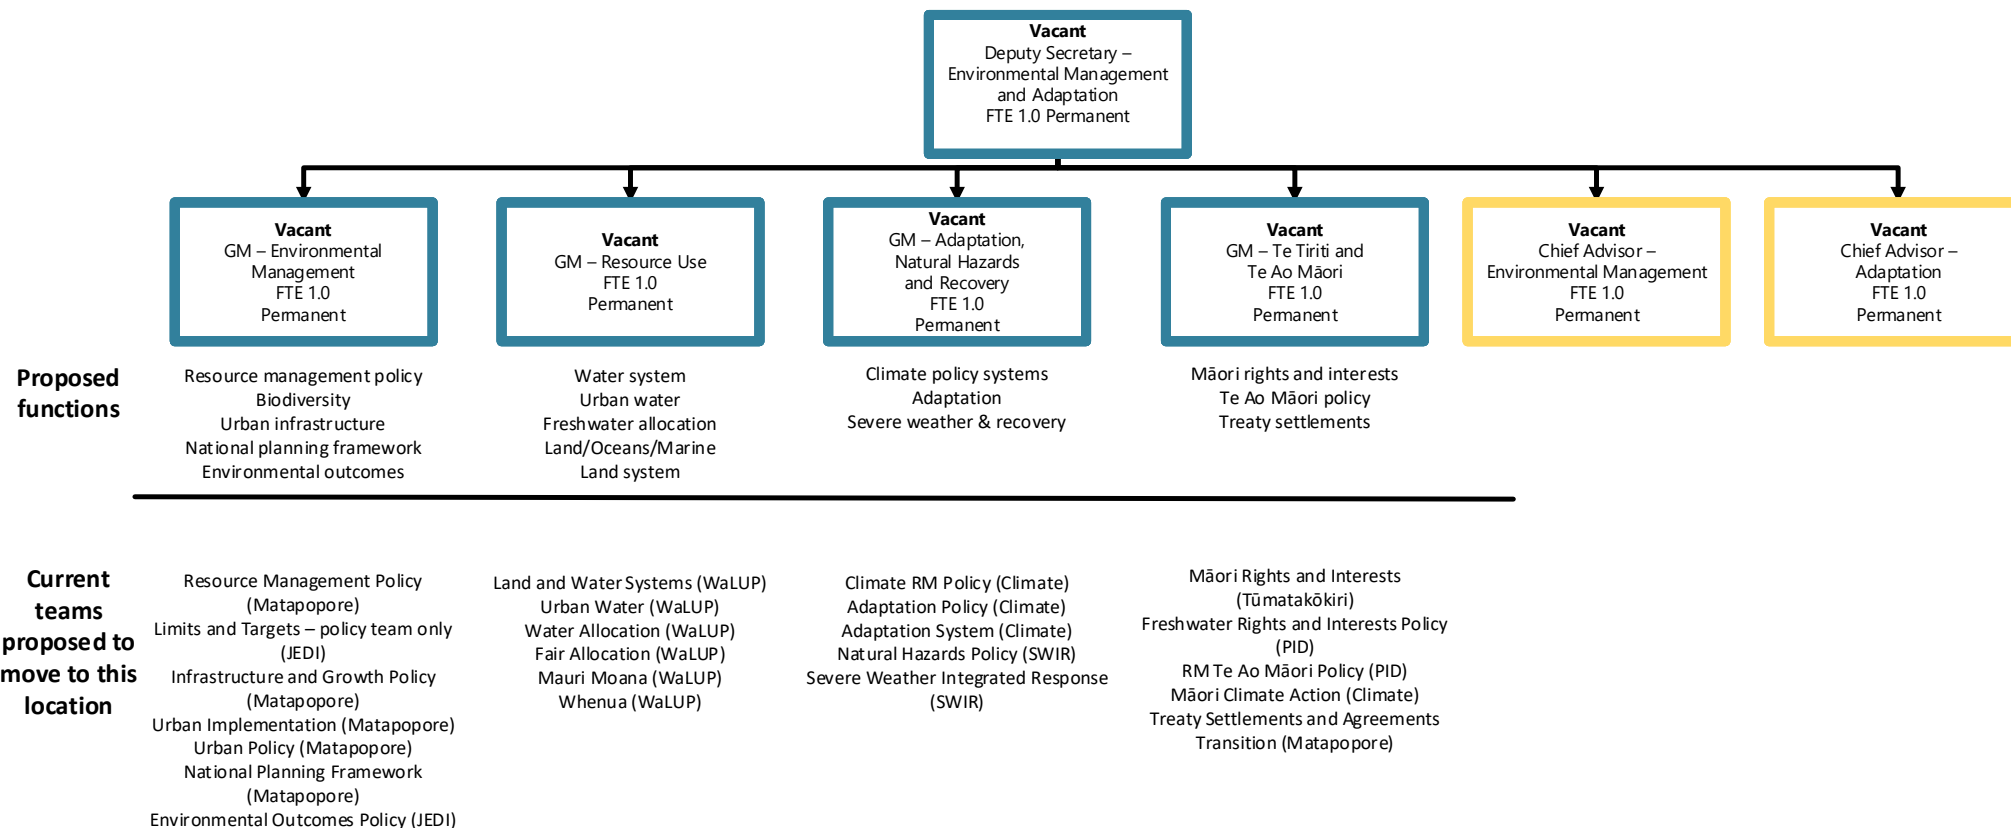 Vacant
Deputy Secretary –
Environmental Management
and Adaptation
FTE 1.0 Permanent
Vacant
GM – Environmental
Management
FTE 1.0
Permanent
Vacant
GM – Resource Use
FTE 1.0
Permanent
Vacant
GM – Adaptation,
Natural Hazards
and Recovery
FTE 1.0
Permanent
Vacant
GM – Te Tiriti and
Te Ao Māori
FTE 1.0
Permanent
Vacant
Chief Advisor –
Environmental Management
FTE 1.0
Permanent
Vacant
Chief Advisor –
Adaptation
FTE 1.0
Permanent
Proposed
functions
Resource management policy
Biodiversity
Urban infrastructure
National planning framework
Environmental outcomes
Water system
Urban water
Freshwater allocation
Land/Oceans/Marine
Land system
Climate policy systems
Adaptation
Severe weather & recovery
Māori rights and interests
Te Ao Māori policy
Treaty settlements
Current
teams
proposed to
move to this
location
Resource Management Policy
(Matapopore)
Limits and Targets – policy team only
(JEDI)
Infrastructure and Growth Policy
(Matapopore)
Urban Implementation (Matapopore)
Urban Policy (Matapopore)
National Planning Framework
(Matapopore)
Environmental Outcomes Policy (JEDI)
Land and Water Systems (WaLUP)
Urban Water (WaLUP)
Water Allocation (WaLUP)
Fair Allocation (WaLUP)
Mauri Moana (WaLUP)
Whenua (WaLUP)
Climate RM Policy (Climate)
Adaptation Policy (Climate)
Adaptation System (Climate)
Natural Hazards Policy (SWIR)
Severe Weather Integrated Response
(SWIR)
Māori Rights and Interests
(Tūmatakōkiri)
Freshwater Rights and Interests Policy
(PID)
RM Te Ao Māori Policy (PID)
Māori Climate Action (Climate)
Treaty Settlements and Agreements
Transition (Matapopore)